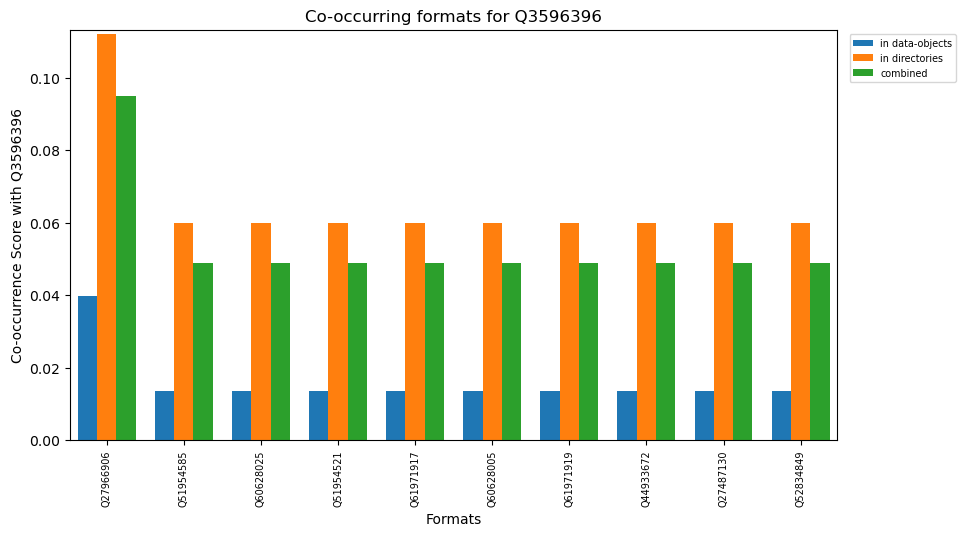 Co-occurring formats for Q3596396
in data-objects
in directories
combined
Co-occurrence Score with Q3596396
0.10
0.08
0.06
0.04
0.02
0.00
Q27966906
Q51954585
Q60628025
Q51954521
Q61971917
Q60628005
Q61971919
Q44933672
Q27487130
Q52834849
Formats